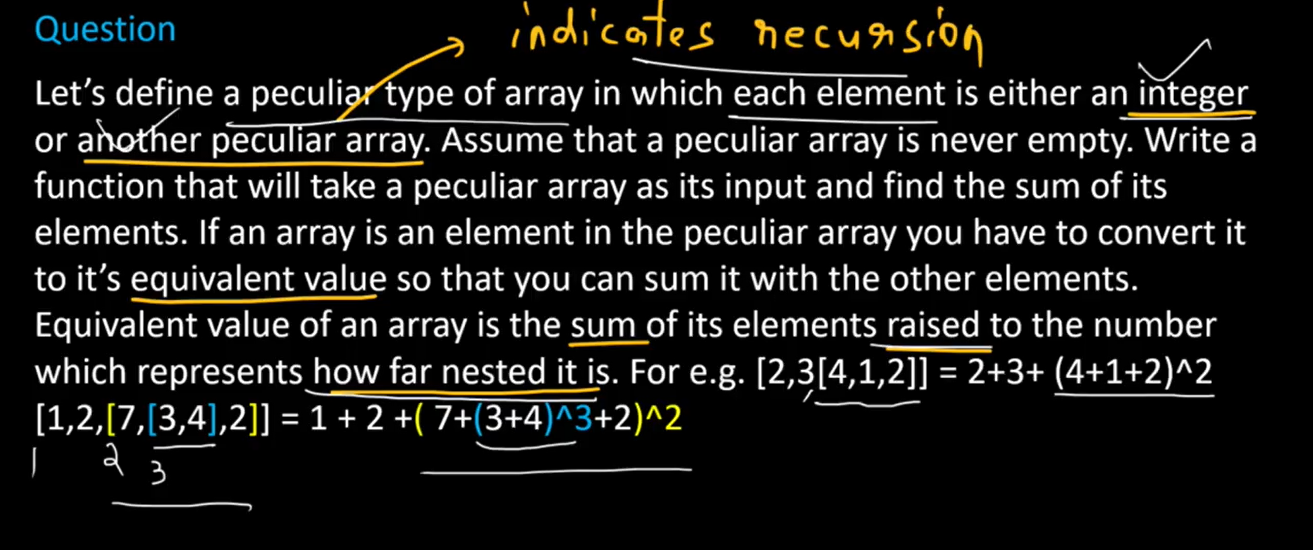 Question
indicates recursion
Let's define a peculiar type of array in which each element is either an integer
or another peculiar array. Assume that a peculiar array is never empty. Write a
function that will take a peculiar array as its input and find the sum of its
elements. If an array is an element in the peculiar array you have to convert it
to it's equivalent value so that you can sum it with the other elements.
Equivalent value of an array is the sum of its elements raised to the number
which represents how far nested it is. For e.g. [2,3[4,1,2]] = 2+3+ (4+1+2)^2
[1,2,[7,[3,4],2]] = 1 + 2 +( 7+(3+4)^3+2)^2
1 2 3